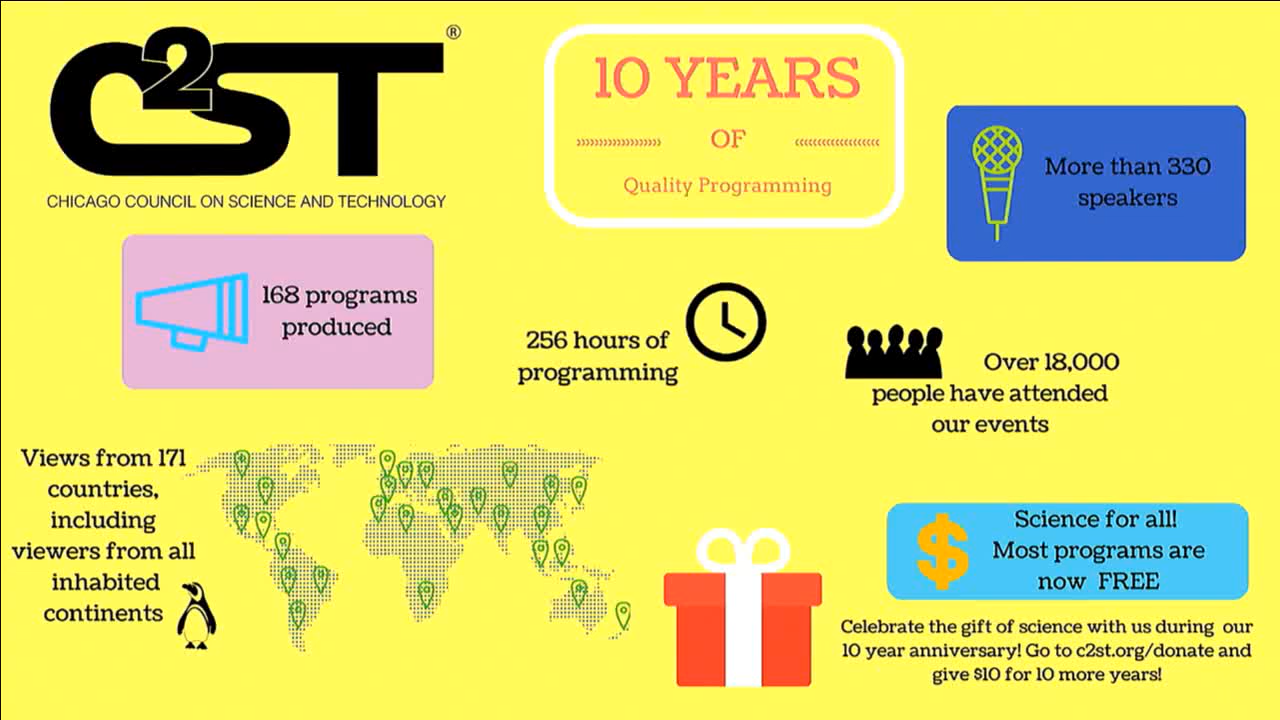 C2ST®
CHICAGO COUNCIL ON SCIENCE AND TECHNOLOGY
10 YEARS
OF
Quality Programming
More than 330
speakers
168 programs
produced
256 hours of
programming
Over 18,000
people have attended
our events
Views from 171
countries,
including
viewers from all
inhabited
continents
Science for all!
Most programs are
now FREE
Celebrate the gift of science with us during our
10 year anniversary! Go to c2st.org/donate and
give $10 for 10 more years!